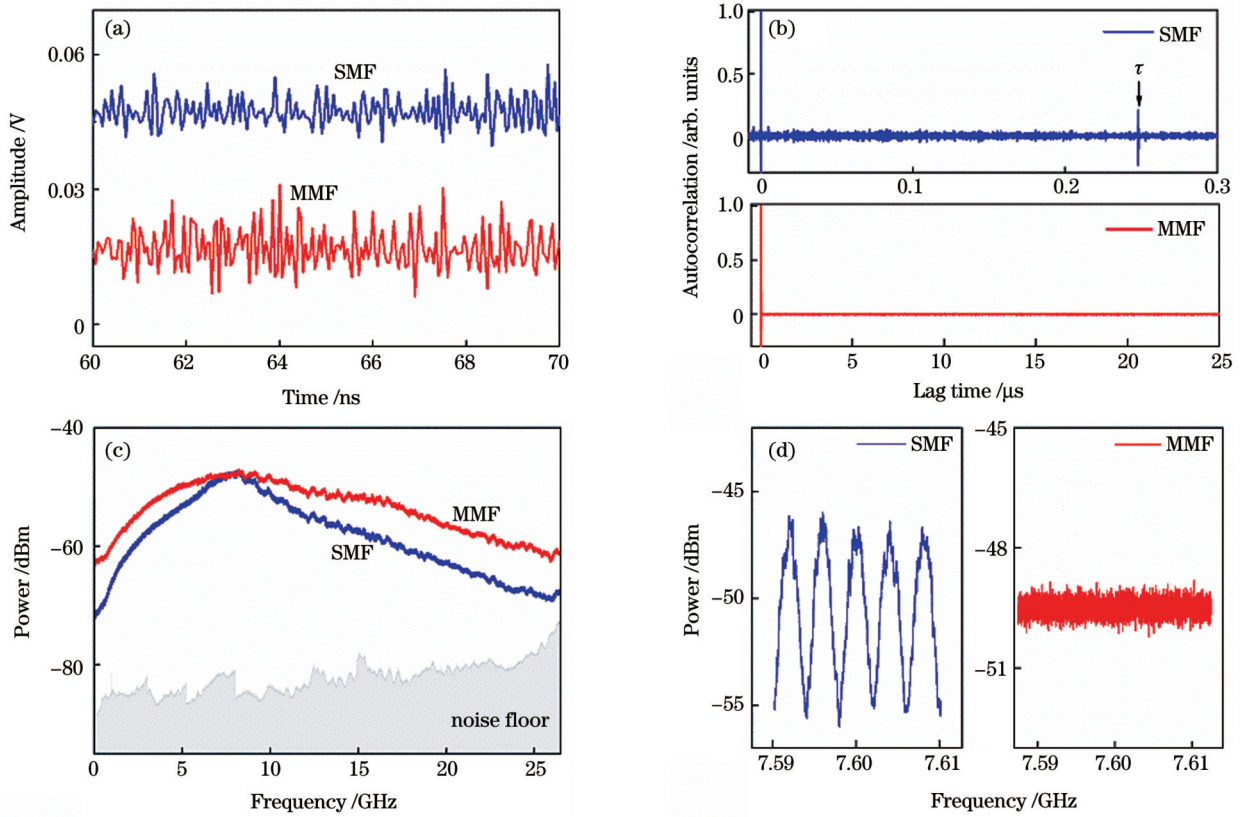 (a)
0.06
0.03
0
Amplitude /V
SMF
MMF
60 62 64 66 68 70
Time /ns
(b)
SMF
τ
1.0
0.5
0
0 0.1 0.2 0.3
MMF
1.0
0.5
0
0 5 10 15 20 25
Autocorrelation /arb. units
Lag time /μs
(c)
−40
−60
−80
Power /dBm
MMF
SMF
noise floor
0 5 10 15 20 25
Frequency /GHz
(d)
SMF
−45
−50
−55
Power /dBm
7.59 7.60 7.61
MMF
−45
−48
−51
7.59 7.60 7.61
Frequency /GHz